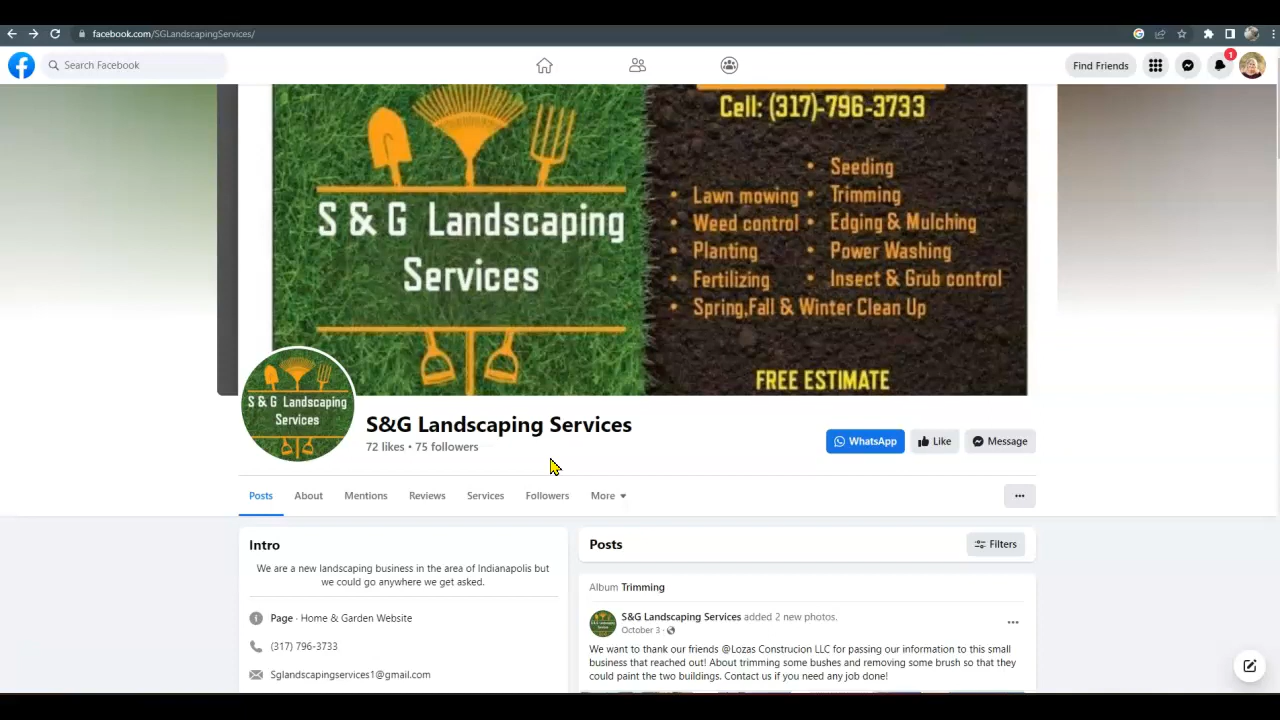 facebook.com/SGLandscapingServices/
Search Facebook
Find Friends
1
Cell: (317)-796-3733
S & G Landscaping
Services
• Seeding
• Lawn mowing • Trimming
• Weed control • Edging & Mulching
• Planting • Power Washing
• Fertilizing • Insect & Grub control
• Spring,Fall & Winter Clean Up
FREE ESTIMATE
S & G Landscaping
Services
S&G Landscaping Services
72 likes • 75 followers
WhatsApp
Like
Message
Posts
About
Mentions
Reviews
Services
Followers
More
Intro
We are a new landscaping business in the area of Indianapolis but
we could go anywhere we get asked.
Page · Home & Garden Website
(317) 796-3733
Sglandscapingservices1@gmail.com
Posts
Filters
Album Trimming
S&G Landscaping Services added 2 new photos.
October 3 ·
We want to thank our friends @Lozas Construcion LLC for passing our information to this small
business that reached out! About trimming some bushes and removing some brush so that they
could paint the two buildings. Contact us if you need any job done!